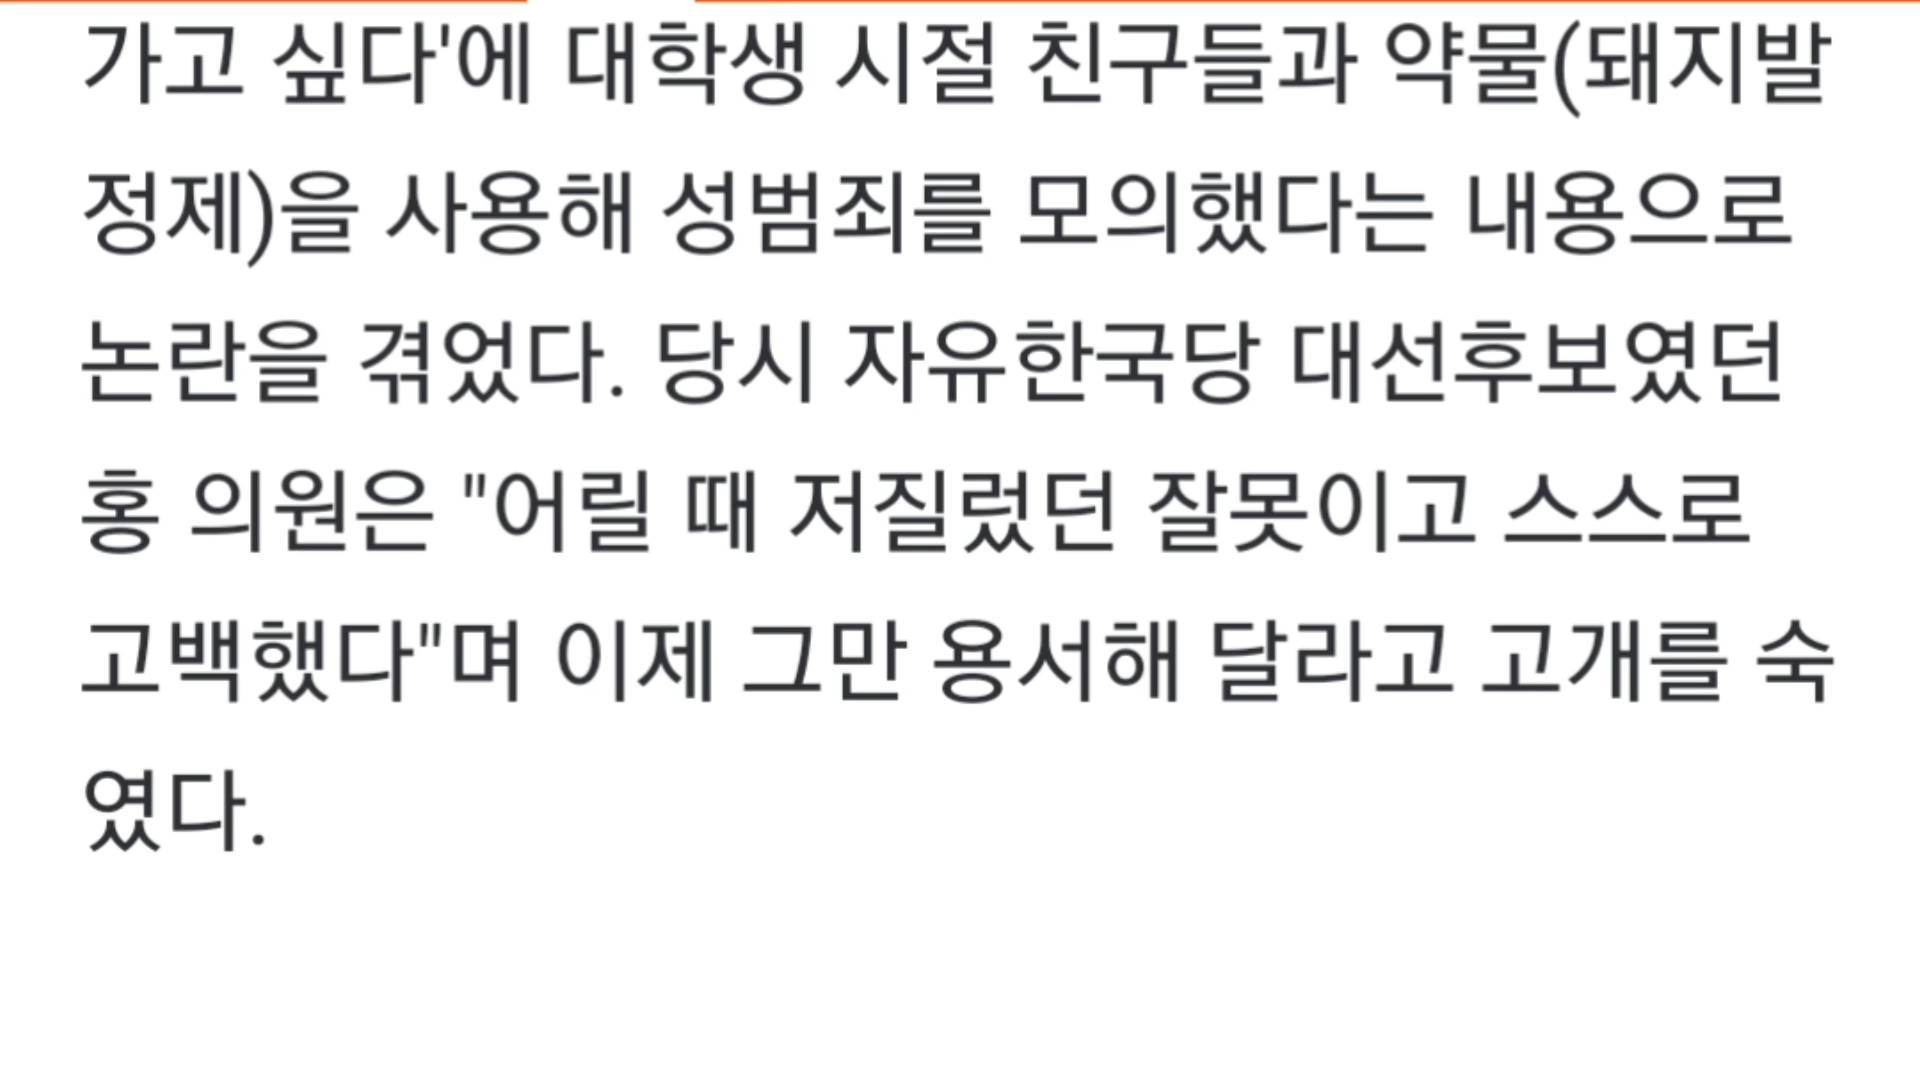 가고 싶다'에 대학생 시절 친구들과 약물(돼지발
정제)을 사용해 성범죄를 모의했다는 내용으로
논란을 겪었다. 당시 자유한국당 대선후보였던
홍 의원은 "어릴 때 저질렀던 잘못이고 스스로
고백했다"며 이제 그만 용서해 달라고 고개를 숙
였다.